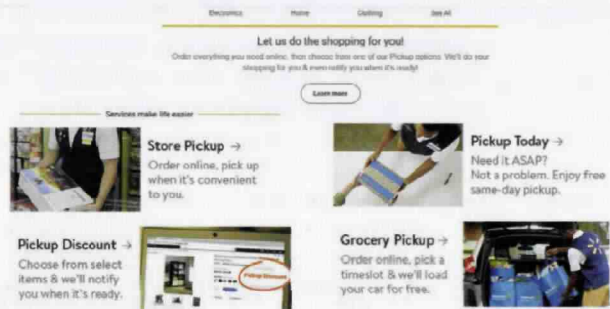 Electronics Home Clothing See All
Let us do the shopping for you!
Order everything you need online, then choose from one of our Pickup options. We'll do your
shopping for you & even notify you when it's ready!
Learn more
Services make life easier
Store Pickup →
Order online, pick up
when it's convenient
to you.
Pickup Today →
Need it ASAP?
Not a problem. Enjoy free
same-day pickup.
Pickup Discount →
Choose from select
items & we'll notify
you when it's ready.
Pickup Discount
Grocery Pickup →
Order online, pick a
timeslot & we'll load
your car for free.